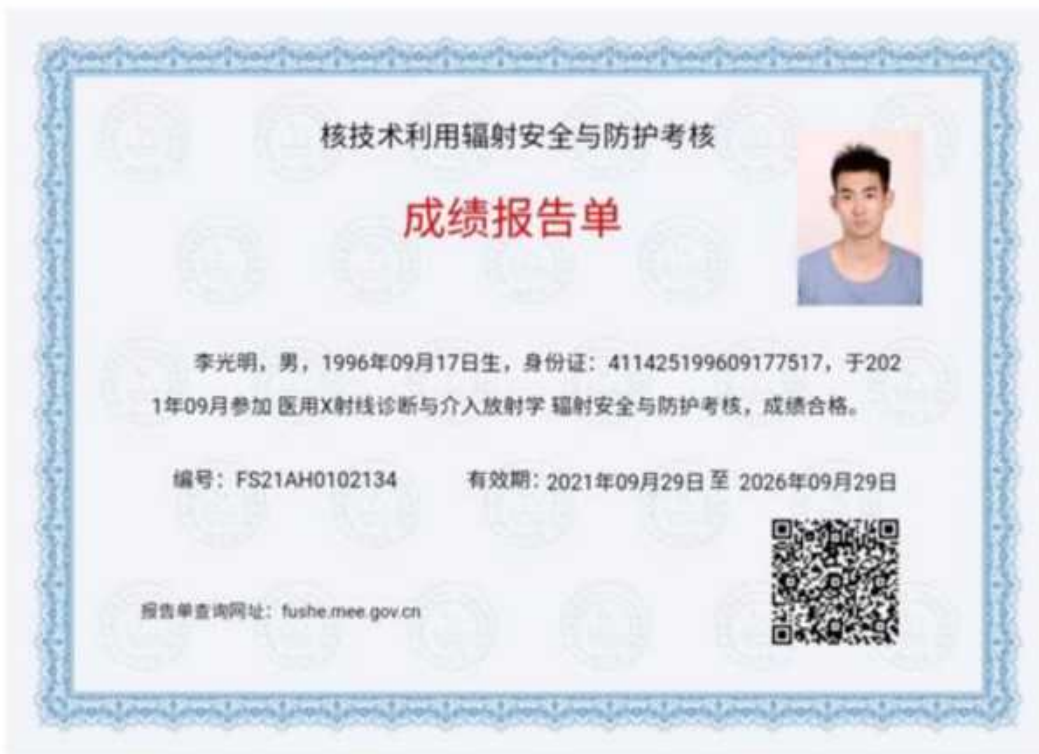 核技术利用辐射安全与防护考核
成绩报告单
李光明，男，1996年09月17日生，身份证：411425199609177517，于202
1年09月参加 医用X射线诊断与介入放射学 辐射安全与防护考核，成绩合格。
编号：FS21AH0102134 有效期：2021年09月29日 至 2026年09月29日
报告单查询网址：fushe.mee.gov.cn